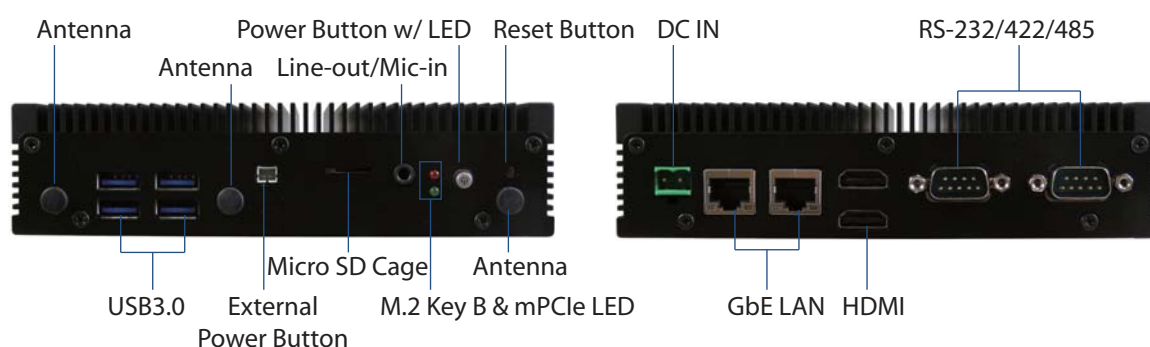 Antenna
Power Button w/ LED
Reset Button
DC IN
RS-232/422/485
Antenna
Line-out/Mic-in
Micro SD Cage
Antenna
USB3.0
External
Power Button
M.2 Key B & mPCIe LED
GbE LAN
HDMI